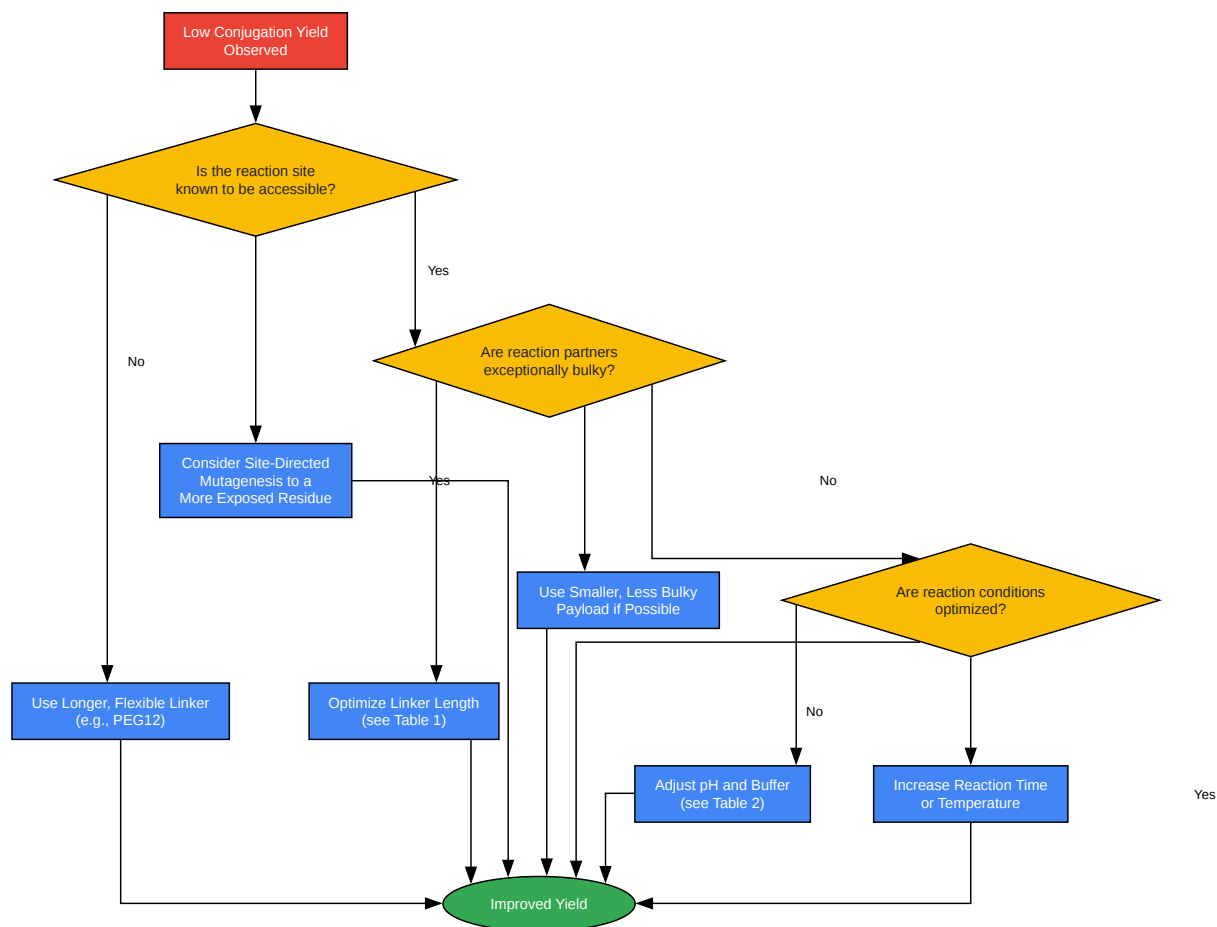 Low Conjugation Yield
Observed
Is the reaction site
known to be accessible?
Yes
Are reaction partners
exceptionally bulky?
No
Consider Site-Directed
Mutagenesis to a
More Exposed Residue
Yes
No
Use Smaller, Less Bulky
Payload if Possible
Are reaction conditions
optimized?
Use Longer, Flexible Linker
(e.g., PEG12)
Optimize Linker Length
(see Table 1)
No
Adjust pH and Buffer
(see Table 2)
Increase Reaction Time
or Temperature
Yes
Improved Yield